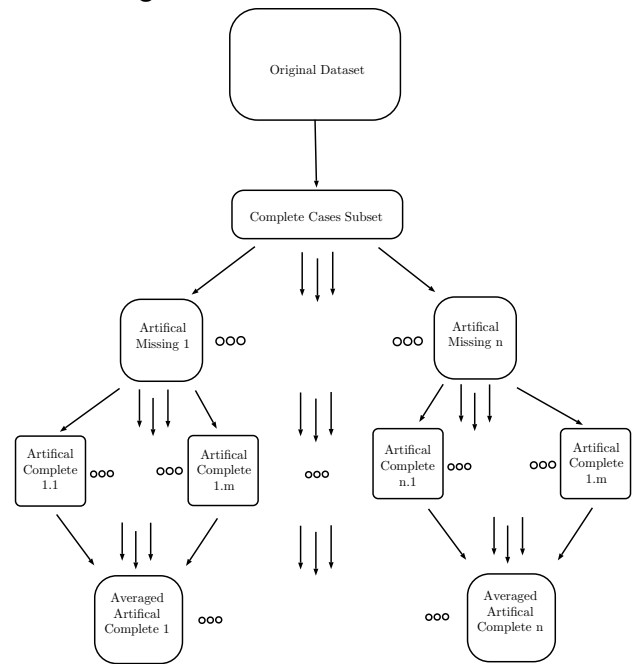 Original Dataset
Complete Cases Subset
Artifical
Missing 1
Artifical
Missing n
Artifical
Complete
1.1
Artifical
Complete
1.m
Artifical
Complete
n.1
Artifical
Complete
1.m
Averaged
Artifical
Complete 1
Averaged
Artifical
Complete n